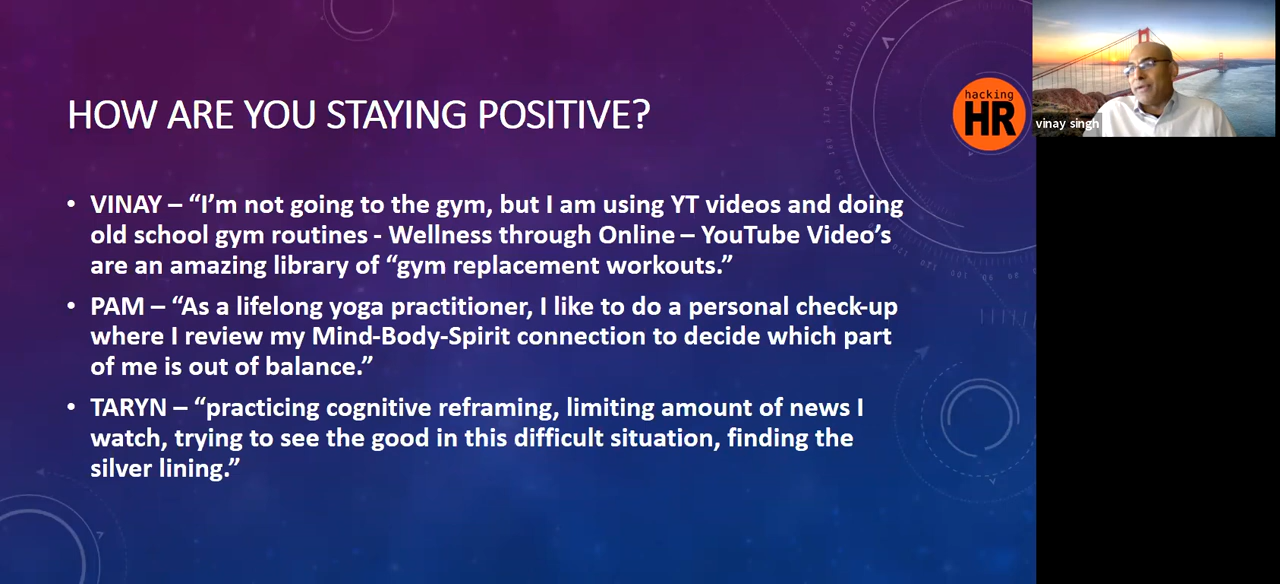 HOW ARE YOU STAYING POSITIVE?
hacking
HR
vinay singh
• VINAY – “I’m not going to the gym, but I am using YT videos and doing
old school gym routines - Wellness through Online – YouTube Video’s
are an amazing library of “gym replacement workouts.”
• PAM – “As a lifelong yoga practitioner, I like to do a personal check-up
where I review my Mind-Body-Spirit connection to decide which part
of me is out of balance.”
• TARYN – “practicing cognitive reframing, limiting amount of news I
watch, trying to see the good in this difficult situation, finding the
silver lining.”